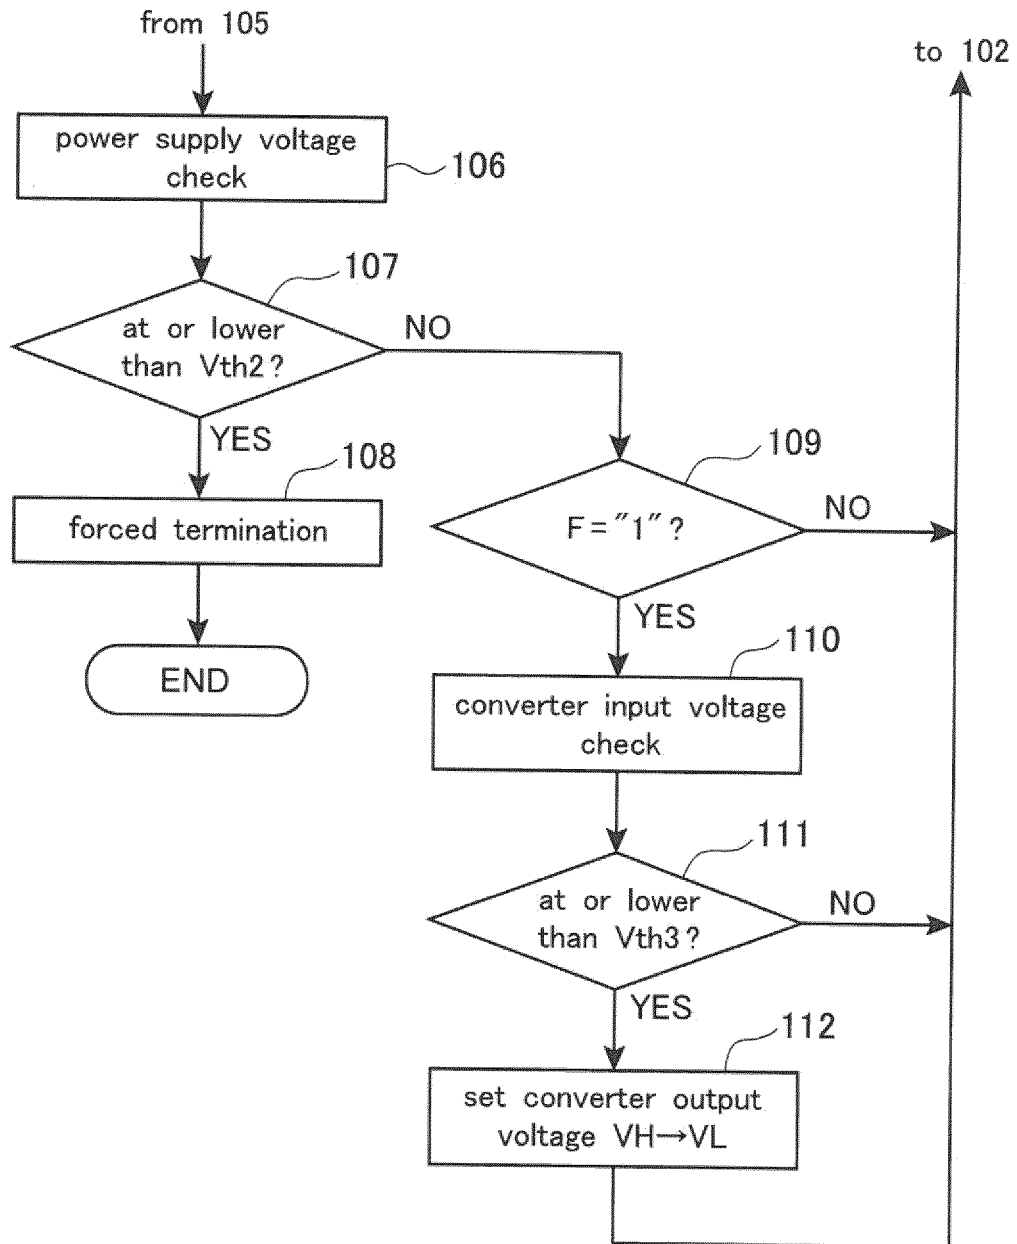 from 105
to 102
power supply voltage
check
106
107
at or lower
than Vth2?
NO
YES
108
forced termination
END
109
F="1"?
NO
YES
110
converter input voltage
check
111
at or lower
than Vth3?
NO
YES
112
set converter output
voltage VH→VL